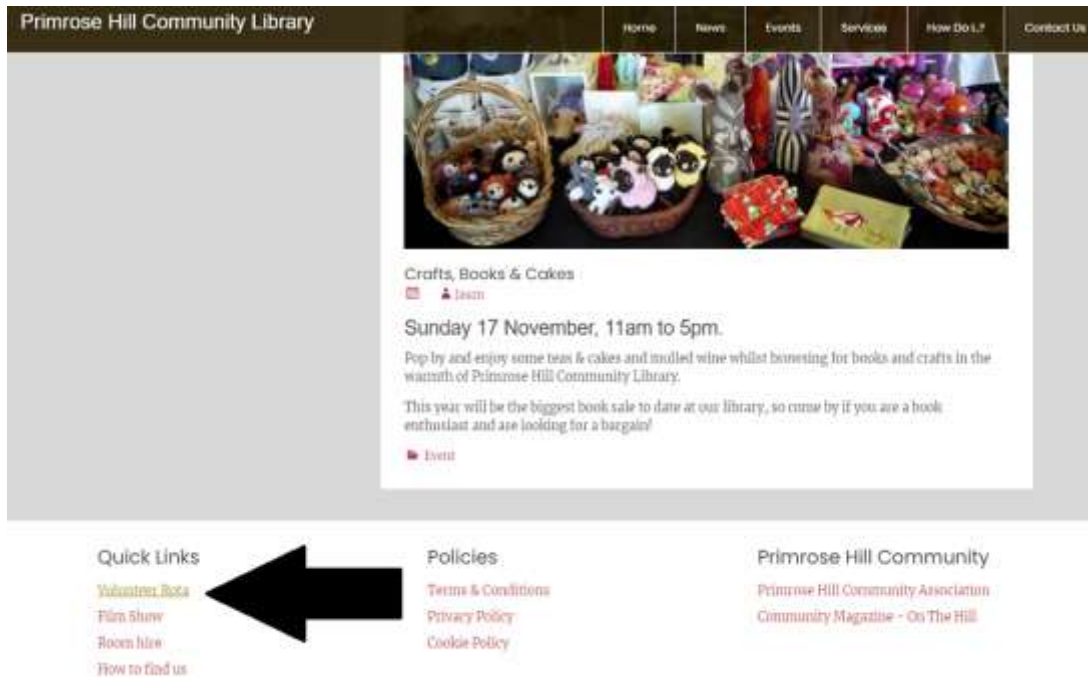 Primrose Hill Community Library
Home News Events Services How Do I..? Contact Us
Crafts, Books & Cakes
Jason
Sunday 17 November, 11am to 5pm.
Pop by and enjoy some teas & cakes and mulled wine whilst browsing for books and crafts in the
warmth of Primrose Hill Community Library.
This year will be the biggest book sale to date at our library, so come by if you are a book
enthusiast and are looking for a bargain!
Event
Quick Links
Volunteer Rota
Film Show
Room hire
How to find us
Policies
Terms & Conditions
Privacy Policy
Cookie Policy
Primrose Hill Community
Primrose Hill Community Association
Community Magazine – On The Hill